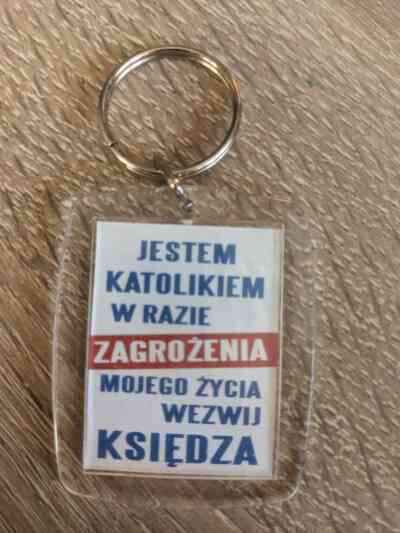 JESTEM
KATOLIKIEM
W RAZIE
ZAGROŻENIA
MOJEGO ŻYCIA
WEZWIJ
KSIĘDZA